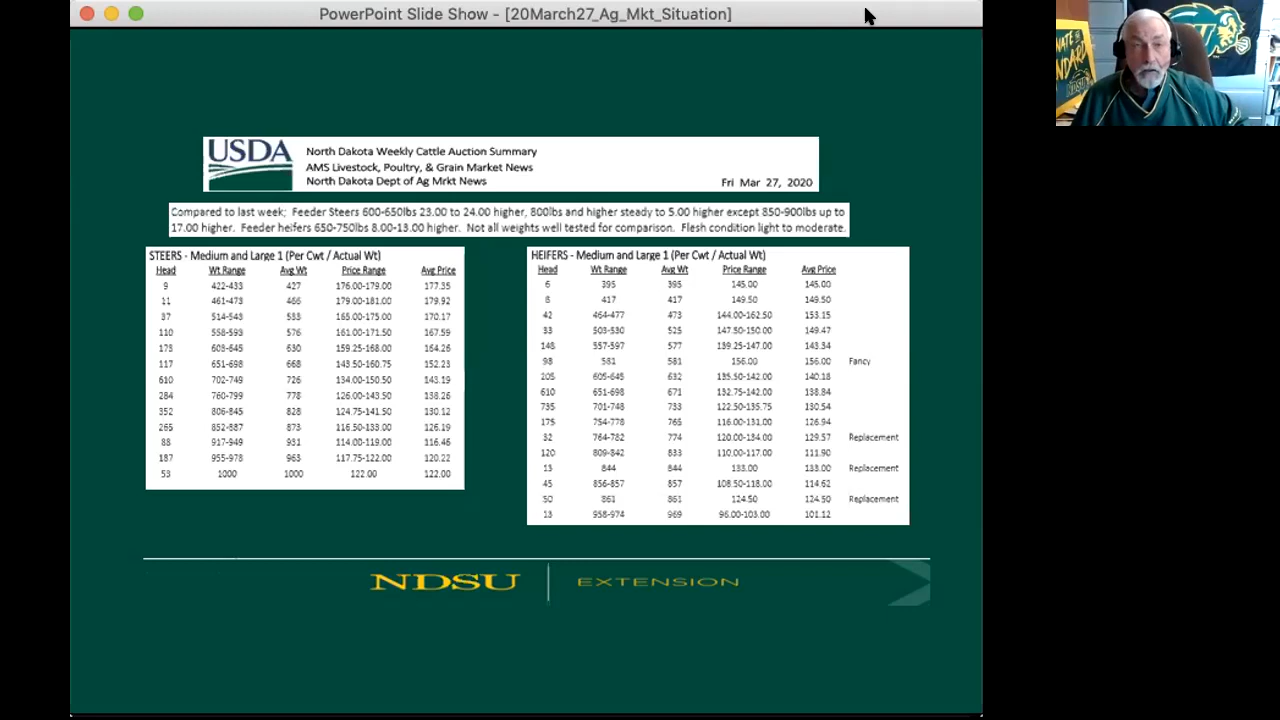 PowerPoint Slide Show - [20March27_Ag_Mkt_Situation]
USDA
North Dakota Weekly Cattle Auction Summary
AMS Livestock, Poultry, & Grain Market News
North Dakota Dept of Ag Mrkt News
Fri Mar 27, 2020
Compared to last week; Feeder Steers 600-650lbs 23.00 to 24.00 higher, 800lbs and higher steady to 5.00 higher except 850-900lbs up to
17.00 higher. Feeder heifers 650-750lbs 8.00-13.00 higher. Not all weights well tested for comparison. Flesh condition light to moderate.
STEERS - Medium and Large 1 (Per Cwt / Actual Wt)
Head Wt Range Avg Wt Price Range Avg Price
9 422-433 427 176.00-179.00 177.35
11 461-473 466 179.00-181.00 179.92
37 514-543 533 165.00-175.00 170.17
110 558-593 576 161.00-171.50 167.59
175 603-645 630 159.25-168.00 164.26
117 651-698 668 143.50-160.75 152.23
610 702-749 726 134.00-150.50 143.19
284 760-799 778 126.00-143.50 138.26
352 806-845 828 124.75-141.50 130.12
265 852-887 873 116.50-133.00 126.19
88 917-949 931 114.00-119.00 116.46
187 955-978 963 117.75-122.00 120.22
53 1000 1000 122.00 122.00
HEIFERS - Medium and Large 1 (Per Cwt / Actual Wt)
Head Wt Range Avg Wt Price Range Avg Price
6 395 395 145.00 145.00
8 417 417 149.50 149.50
42 464-477 473 144.00-162.50 153.15
33 503-530 525 147.50-150.00 149.47
148 557-597 577 139.25-147.00 143.34
98 581 581 156.00 156.00 Fancy
205 605-645 632 135.50-142.00 140.18
610 651-698 671 132.75-142.00 138.84
735 701-748 733 122.50-135.75 130.54
175 754-778 765 116.00-131.00 126.94
32 764-782 774 120.00-134.00 129.57 Replacement
120 809-842 833 110.00-117.00 111.90
13 844 844 133.00 133.00 Replacement
45 856-857 857 108.50-118.00 114.62
50 861 861 124.50 124.50 Replacement
13 958-974 969 96.00-103.00 101.12
NDSU EXTENSION
NDSU